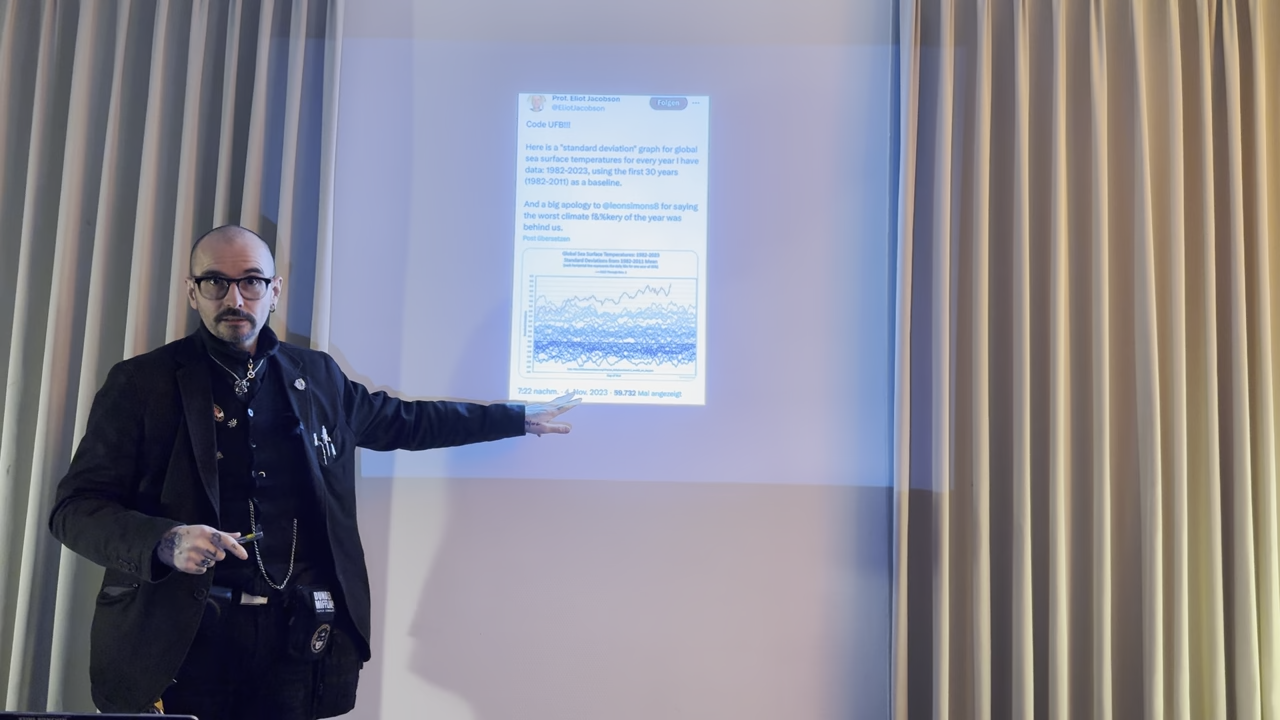 Prof. Eliot Jacobson
@EliotJacobson
Folgen
Code UFB!!!
Here is a "standard deviation" graph for global
sea surface temperatures for every year I have
data: 1982-2023, using the first 30 years
(1982-2011) as a baseline.
And a big apology to @leonsimons8 for saying
the worst climate f&%kery of the year was
behind us.
Post übersetzen
Global Sea Surface Temperatures: 1982-2023
Standard Deviations from 1982-2011 Mean
7:22 nachm. · 4. Nov. 2023 · 59.732 Mal angezeigt
DUNDER
MIFFLIN